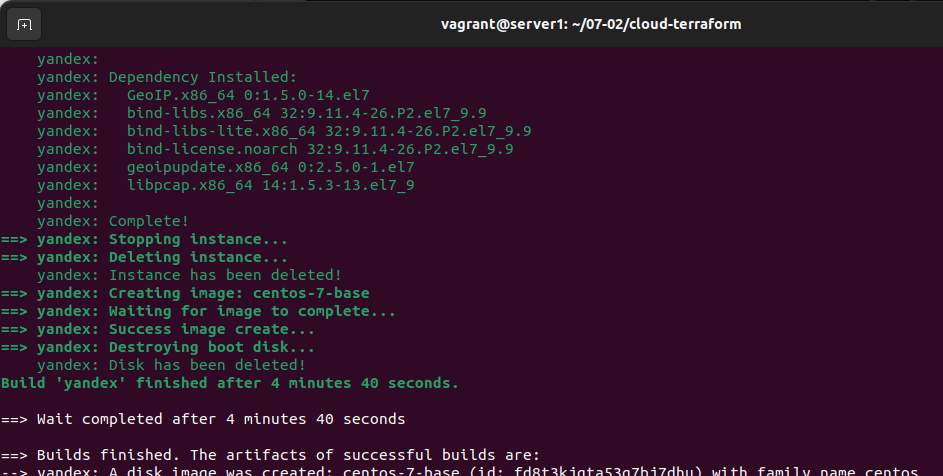 vagrant@server1: ~/07-02/cloud-terraform
yandex:
yandex: Dependency Installed:
yandex:   GeoIP.x86_64 0:1.5.0-14.el7
yandex:   bind-libs.x86_64 32:9.11.4-26.P2.el7_9.9
yandex:   bind-libs-lite.x86_64 32:9.11.4-26.P2.el7_9.9
yandex:   bind-license.noarch 32:9.11.4-26.P2.el7_9.9
yandex:   geoipupdate.x86_64 0:2.5.0-1.el7
yandex:   libpcap.x86_64 14:1.5.3-13.el7_9
yandex:
yandex: Complete!
==> yandex: Stopping instance...
==> yandex: Deleting instance...
yandex: Instance has been deleted!
==> yandex: Creating image: centos-7-base
==> yandex: Waiting for image to complete...
==> yandex: Success image create...
==> yandex: Destroying boot disk...
yandex: Disk has been deleted!
Build 'yandex' finished after 4 minutes 40 seconds.
==> Wait completed after 4 minutes 40 seconds
==> Builds finished. The artifacts of successful builds are:
--> yandex: A disk image was created: centos-7-base (id: fd8t3kjgta53q7bj7dbu) with family name centos